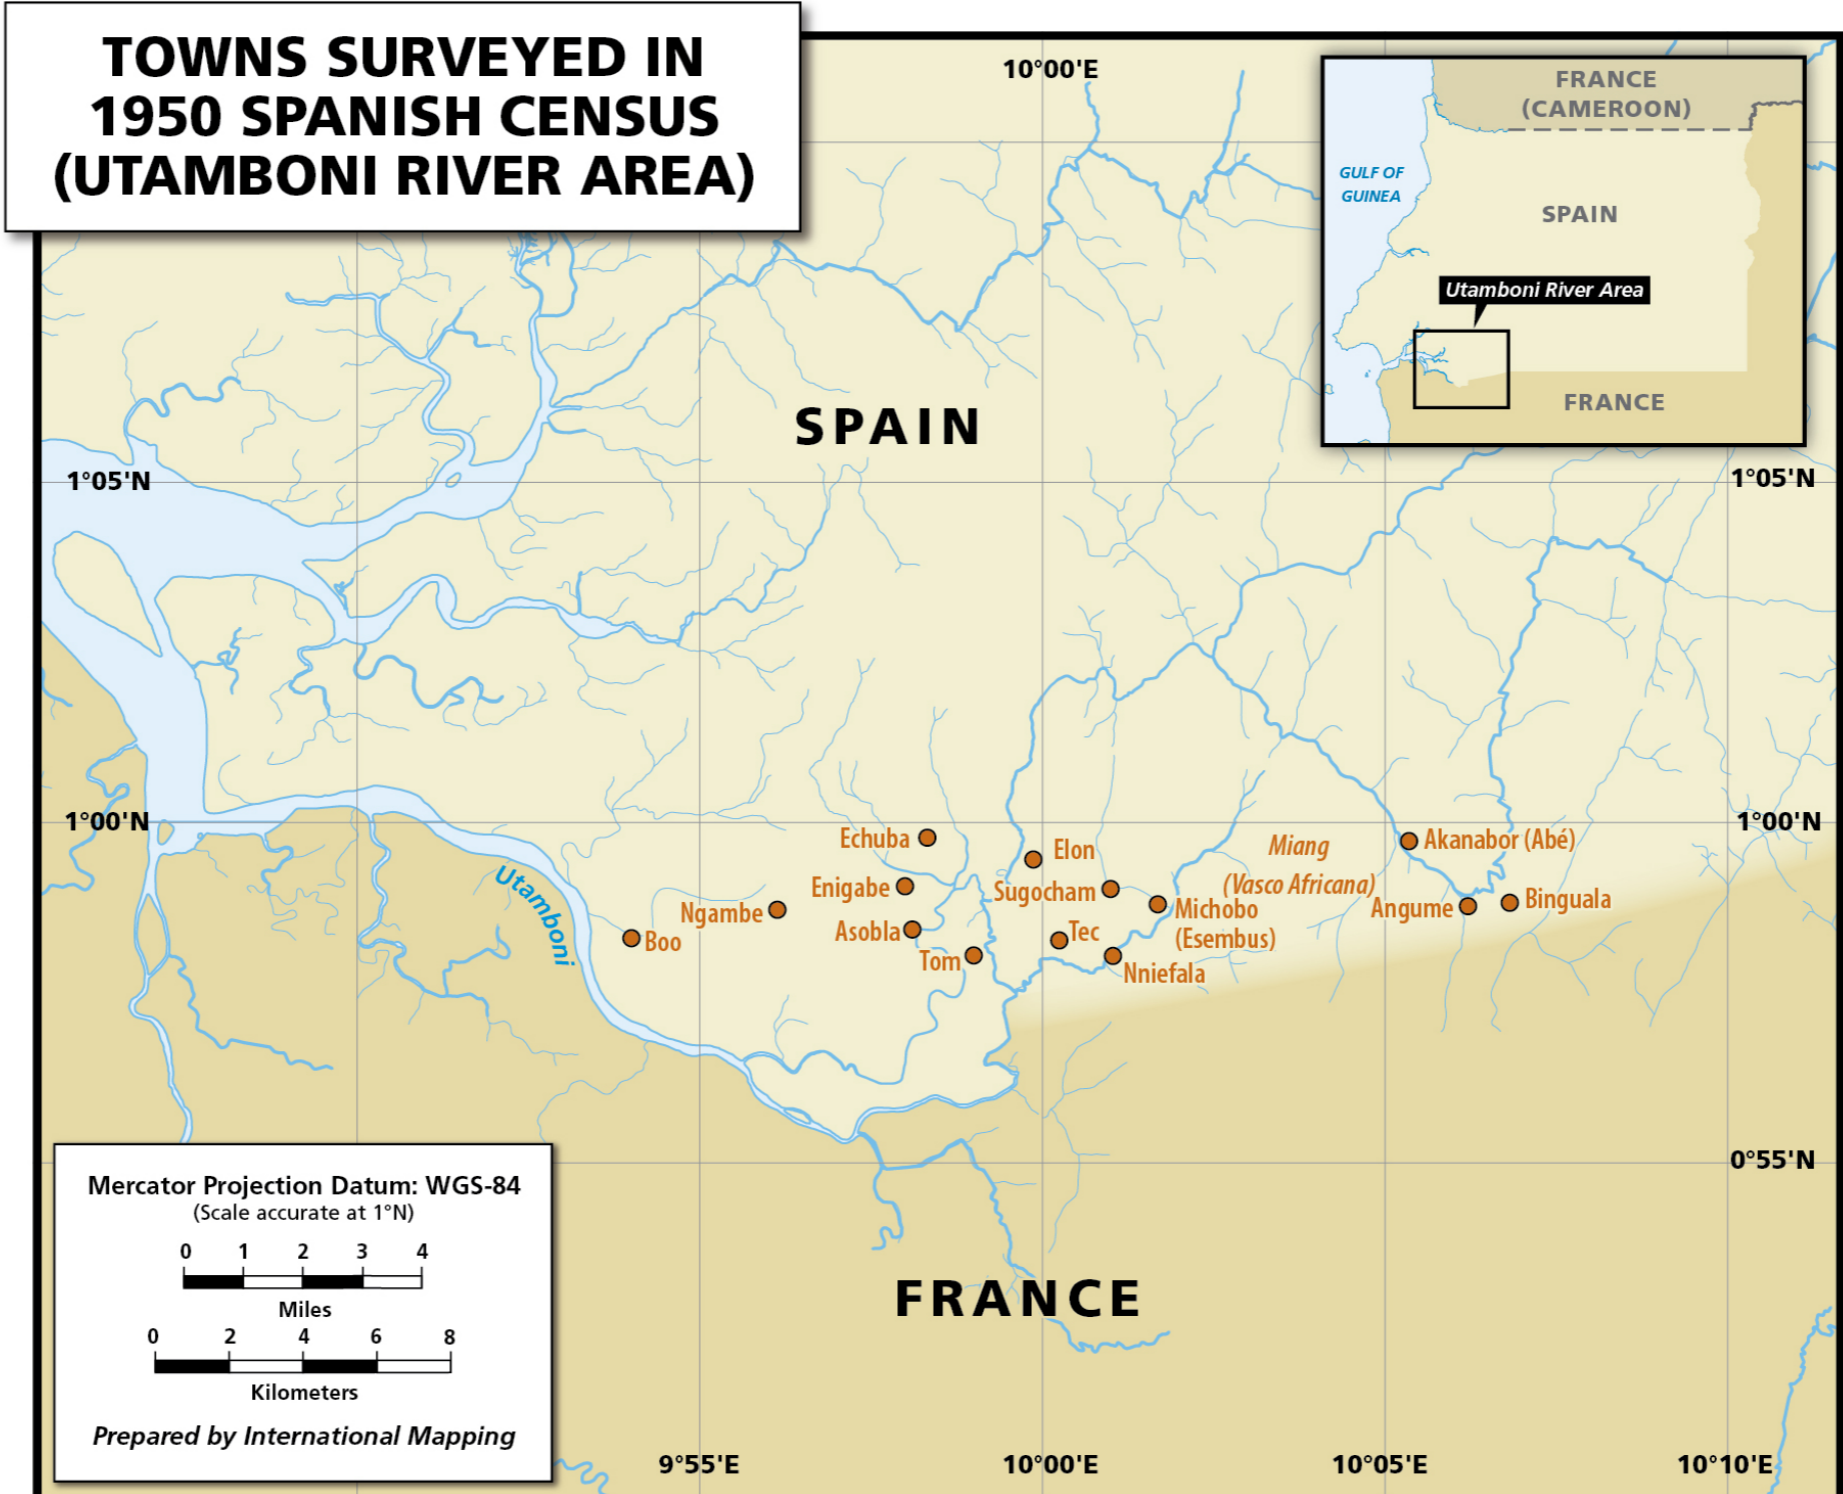 TOWNS SURVEYED IN
1950 SPANISH CENSUS
(UTAMBONI RIVER AREA)
10°00'E
FRANCE
(CAMEROON)
GULF OF
GUINEA
SPAIN
Utamboni River Area
FRANCE
SPAIN
1°05'N
1°05'N
1°00'N
1°00'N
Echuba
Elon
Miang
(Vasco Africana)
Akanabor (Abé)
Enigabe
Sugocham
Ngambe
Michobo
(Esembus)
Angume
Binguala
Utamboni
Boo
Asobla
Tec
Tom
Nniefala
0°55'N
Mercator Projection Datum: WGS-84
(Scale accurate at 1°N)
0 1 2 3 4
Miles
0 2 4 6 8
Kilometers
Prepared by International Mapping
FRANCE
9°55'E
10°00'E
10°05'E
10°10'E